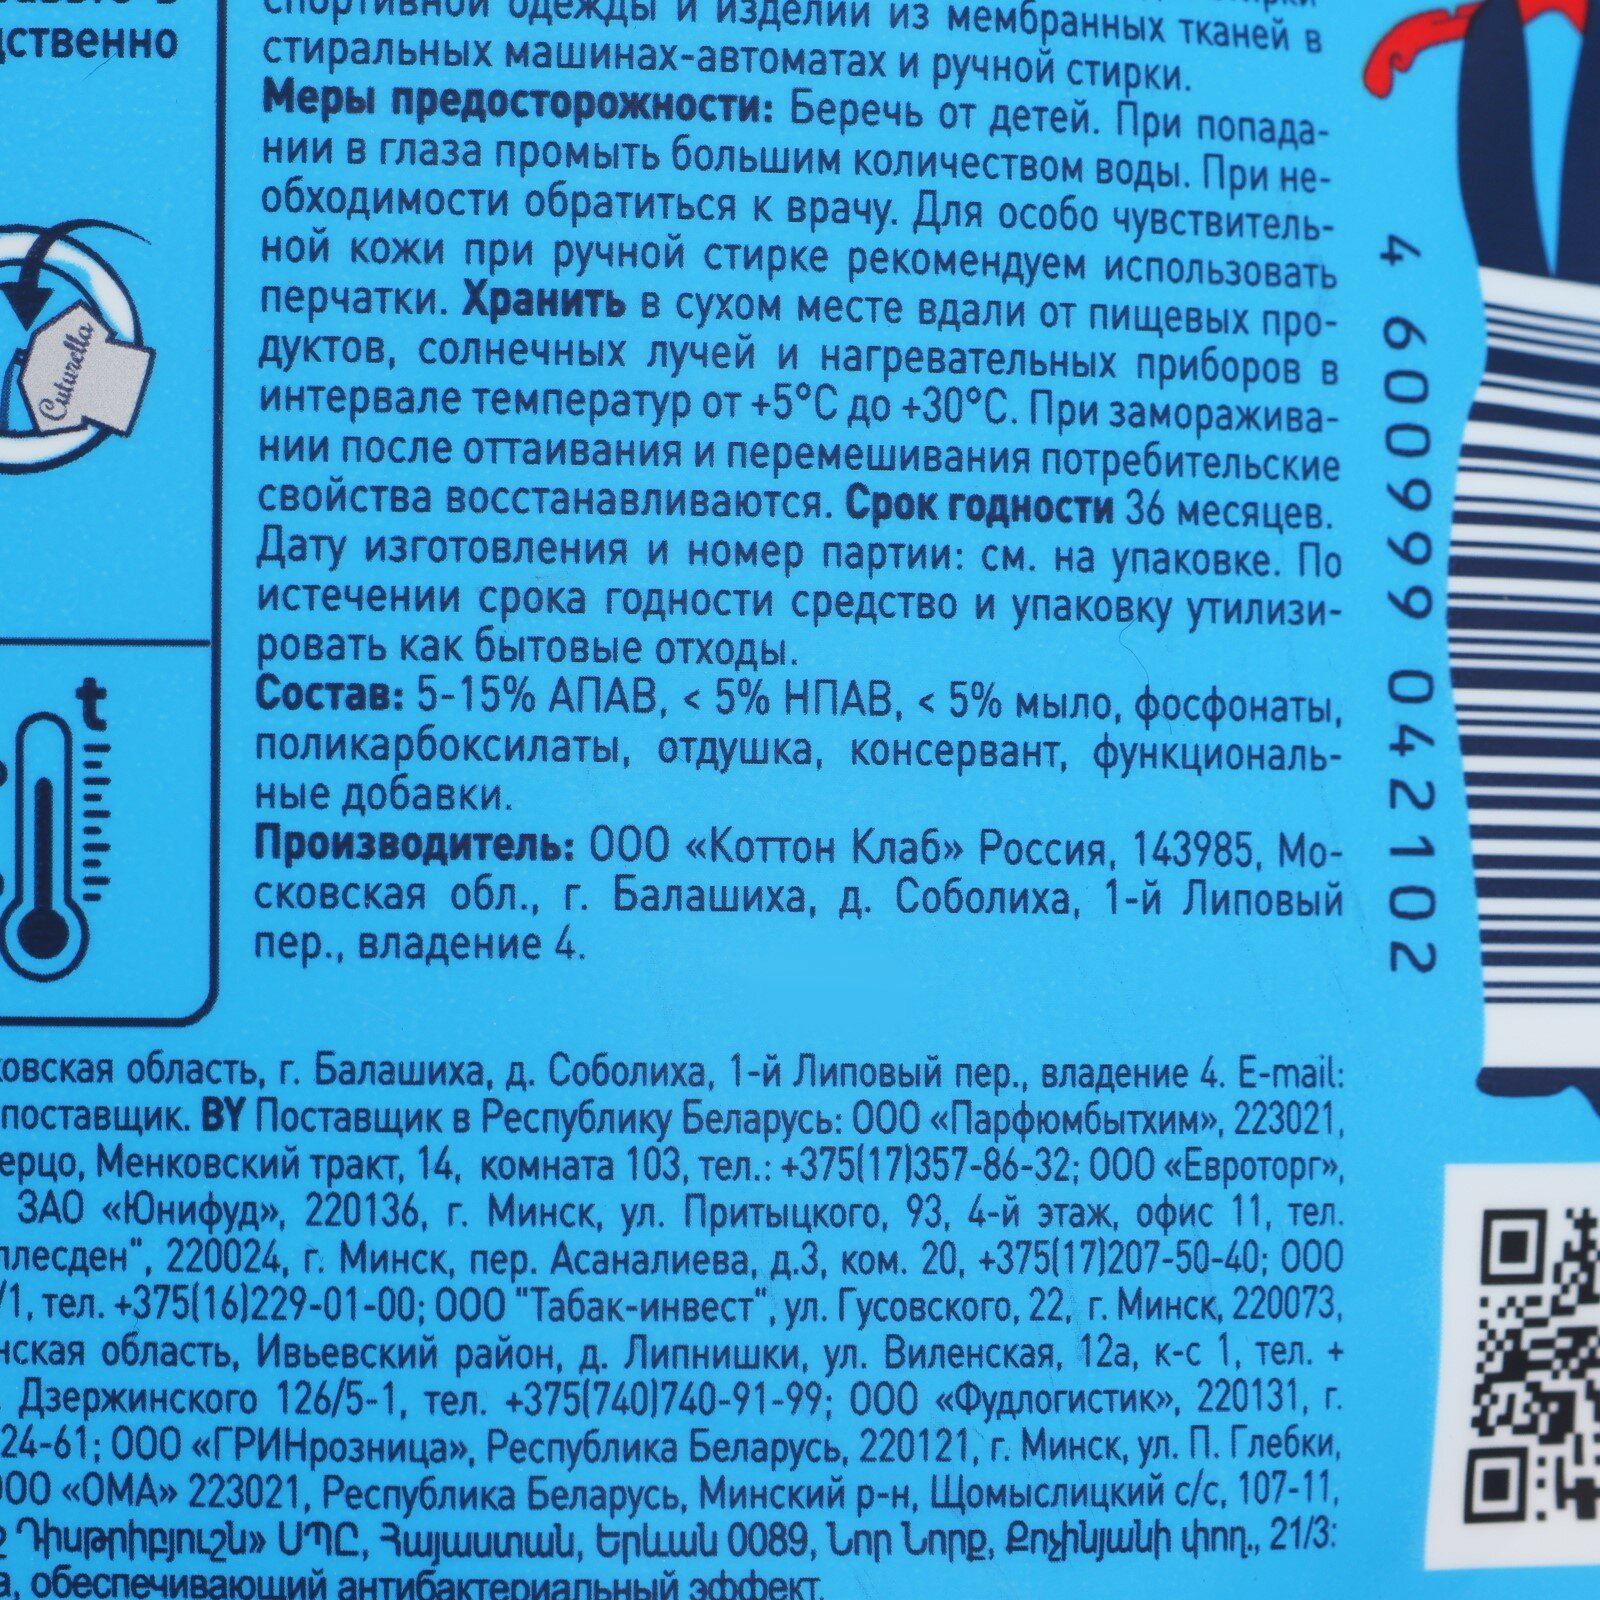 дственно
спортивной одежды и изделий из мембранных тканей в
стиральных машинах-автоматах и ручной стирки.
Меры предосторожности: Беречь от детей. При попада-
нии в глаза промыть большим количеством воды. При не-
обходимости обратиться к врачу. Для особо чувствитель-
ной кожи при ручной стирке рекомендуем использовать
перчатки. Хранить в сухом месте вдали от пищевых про-
дуктов, солнечных лучей и нагревательных приборов в
интервале температур от +5°C до +30°C. При заморажива-
нии после оттаивания и перемешивания потребительские
свойства восстанавливаются. Срок годности 36 месяцев.
Дату изготовления и номер партии: см. на упаковке. По
истечении срока годности средство и упаковку утилизи-
ровать как бытовые отходы.
Состав: 5-15% АПАВ, < 5% НПАВ, < 5% мыло, фосфонаты,
поликарбоксилаты, отдушка, консервант, функциональ-
ные добавки.
Производитель: ООО «Коттон Клаб» Россия, 143985, Мо-
сковская обл., г. Балашиха, д. Соболиха, 1-й Липовый
пер., владение 4.
Cuturella
t
4 600999 042102
ковская область, г. Балашиха, д. Соболиха, 1-й Липовый пер., владение 4. E-mail:
поставщик. BY Поставщик в Республику Беларусь: ООО «Парфюмбытхим», 223021,
ерцо, Менковский тракт, 14, комната 103, тел.: +375(17)357-86-32; ООО «Евроторг»,
ЗАО «Юнифуд», 220136, г. Минск, ул. Притыцкого, 93, 4-й этаж, офис 11, тел.
ллесден", 220024, г. Минск, пер. Асаналиева, д.3, ком. 20, +375(17)207-50-40; ООО
/1, тел. +375(16)229-01-00; ООО "Табак-инвест", ул. Гусовского, 22, г. Минск, 220073,
нская область, Ивьевский район, д. Липнишки, ул. Виленская, 12а, к-с 1, тел. +
Дзержинского 126/5-1, тел. +375(740)740-91-99; ООО «Фудлогистик», 220131, г.
24-61; ООО «ГРИНрозница», Республика Беларусь, 220121, г. Минск, ул. П. Глебки,
ООО «ОМА» 223021, Республика Беларусь, Минский р-н, Щомыслицкий с/с, 107-11,
Դիսթրիբյուշն» ՍՊԸ, Հայաստան, Երևան 0089, Նոր Նորք, Քոչինյանի փող., 21/3:
а, обеспечивающий антибактериальный эффект.